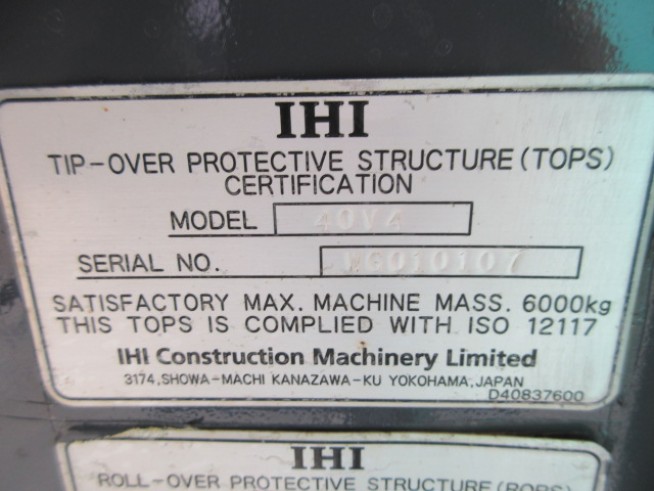 IHI
TIP-OVER PROTECTIVE STRUCTURE (TOPS)
CERTIFICATION
MODEL 40V4
SERIAL NO.
SATISFACTORY MAX. MACHINE MASS. 6000kg
THIS TOPS IS COMPLIED WITH ISO 12117
IHI Construction Machinery Limited
3174,SHOWA-MACHI KANAZAWA-KU YOKOHAMA,JAPAN
D40837600
IHI
ROLL-OVER PROTECTIVE STRUCTURE (ROPS)